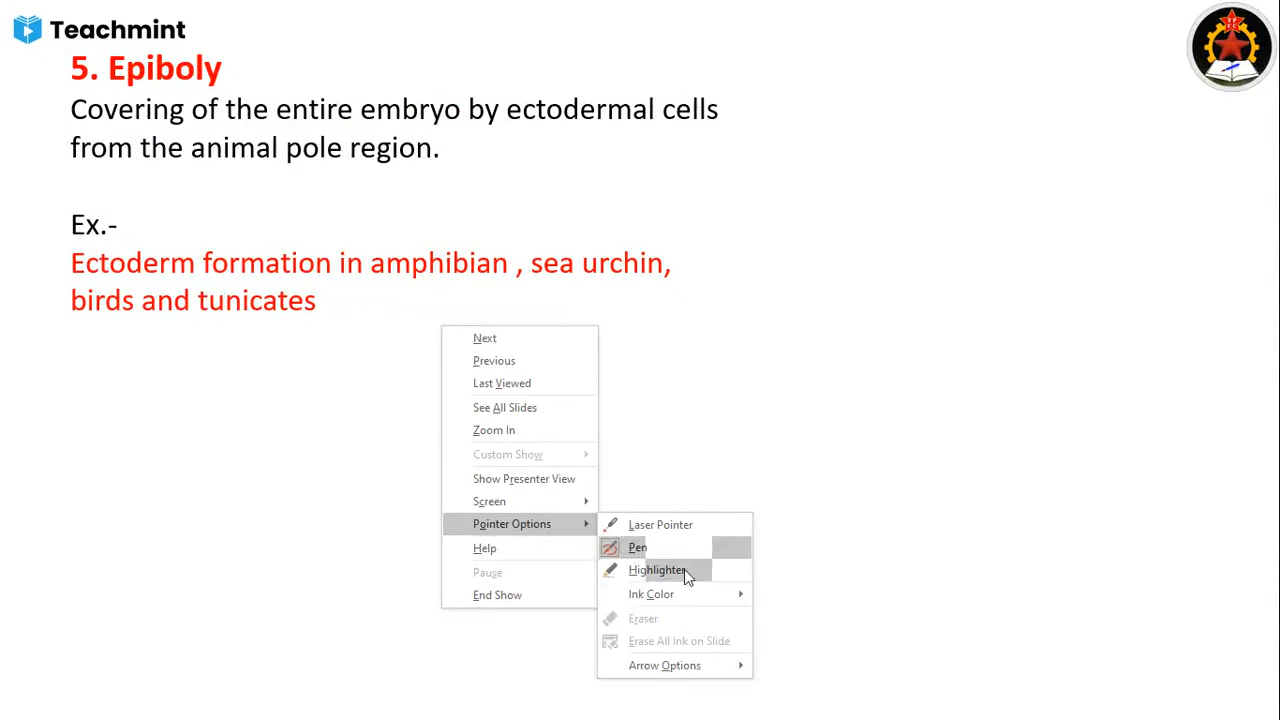 Teachmint
5. Epiboly
Covering of the entire embryo by ectodermal cells
from the animal pole region.
Ex.-
Ectoderm formation in amphibian , sea urchin,
birds and tunicates
Next
Previous
Last Viewed
See All Slides
Zoom In
Custom Show
Show Presenter View
Screen
Pointer Options
Help
Pause
End Show
Laser Pointer
Pen
Highlighter
Ink Color
Eraser
Erase All Ink on Slide
Arrow Options